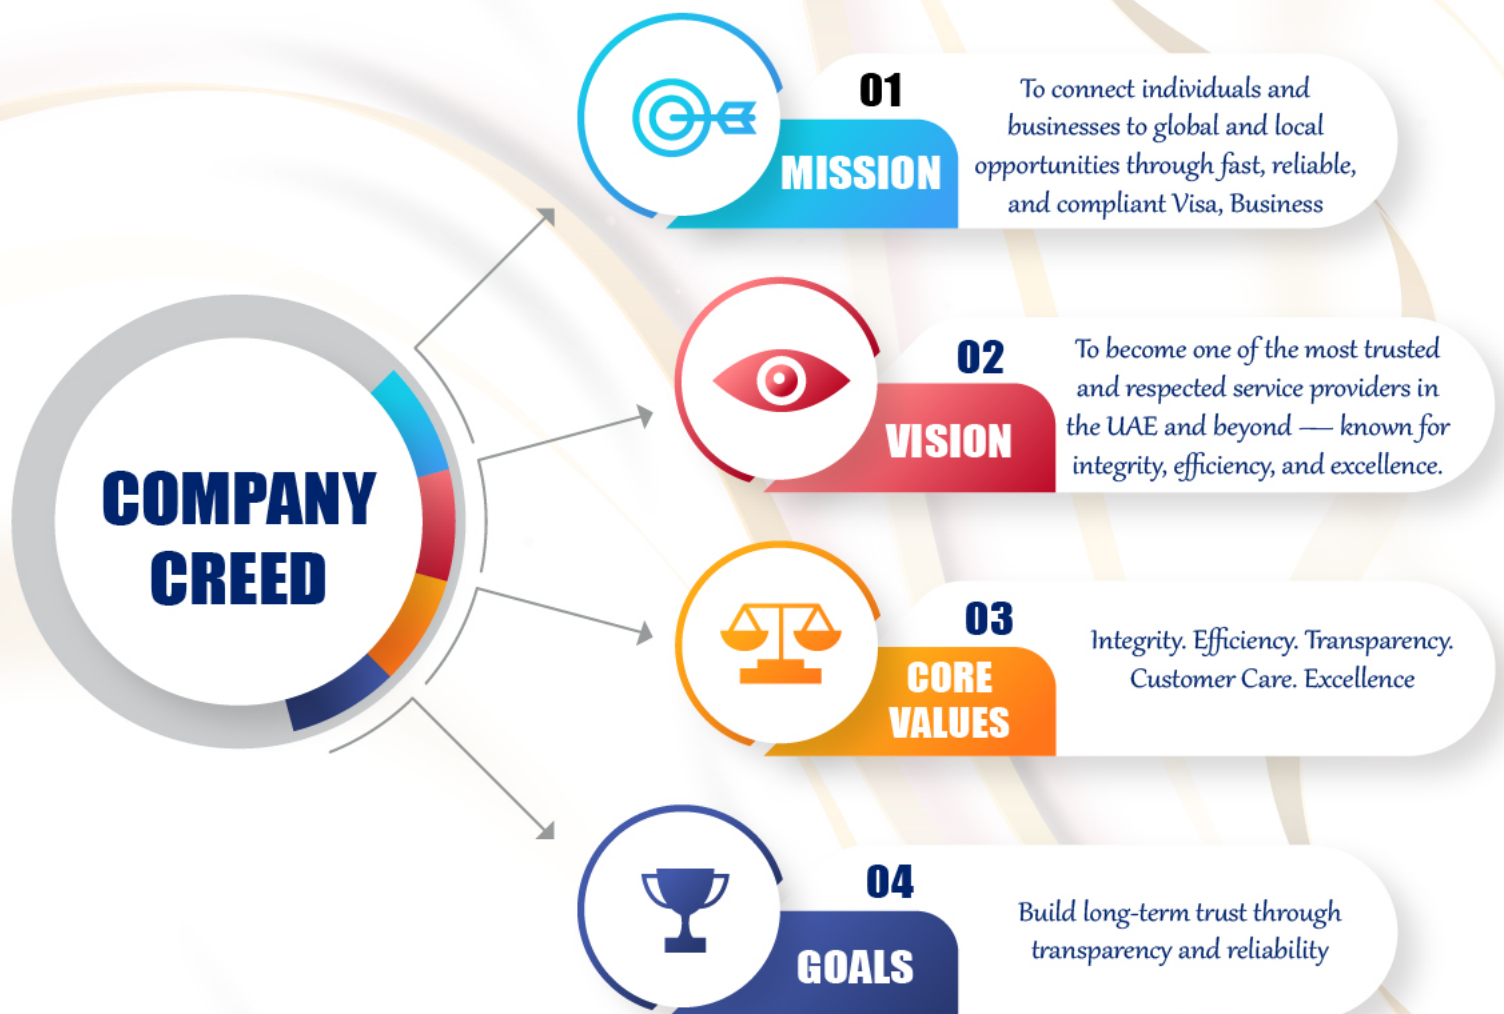 COMPANY
CREED
01
MISSION
To connect individuals and
businesses to global and local
opportunities through fast, reliable,
and compliant Visa, Business
02
VISION
To become one of the most trusted
and respected service providers in
the UAE and beyond — known for
integrity, efficiency, and excellence.
03
CORE
VALUES
Integrity. Efficiency. Transparency.
Customer Care. Excellence
04
GOALS
Build long-term trust through
transparency and reliability